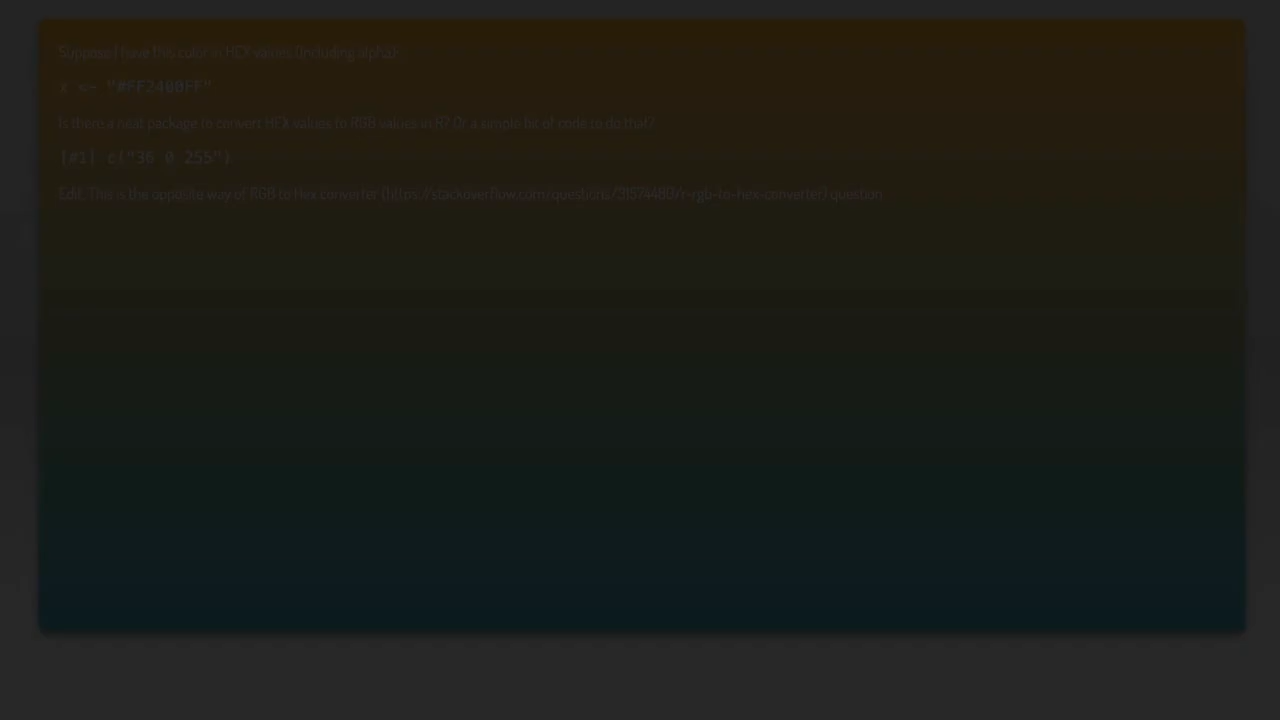 Suppose I have this color in HEX values (including alpha):
x <- "#FF2400FF"
Is there a neat package to convert HEX values to RGB values in R? Or a simple bit of code to do that?
[#1] c("36 0 255")
Edit: This is the opposite way of RGB to Hex converter (https://stackoverflow.com/questions/31574480/r-rgb-to-hex-converter) question